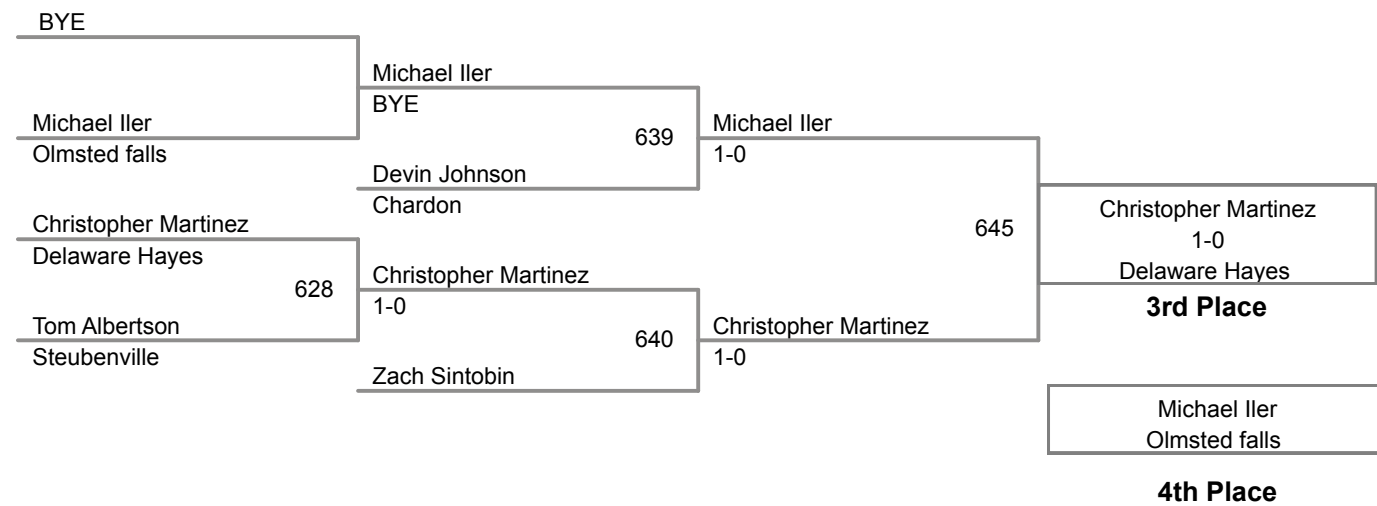 BYE
Michael Iler
BYE
Michael Iler
Olmsted falls
639
Michael Iler
1-0
Devin Johnson
Chardon
Christopher Martinez
Delaware Hayes
628
Christopher Martinez
1-0
Tom Albertson
Steubenville
640
Christopher Martinez
1-0
Zach Sintobin
645
Christopher Martinez
1-0
Delaware Hayes
3rd Place
Michael Iler
Olmsted falls
4th Place